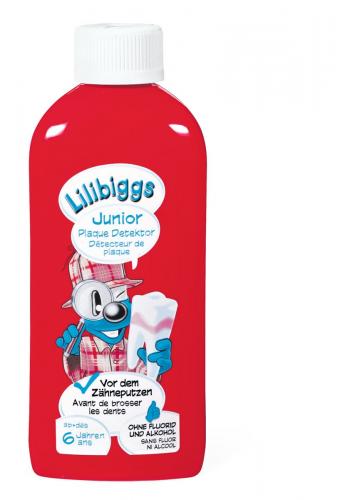 Lilibiggs
Junior
Plaque Detektor
Détecteur de
plaque
Vor dem
Zähneputzen
Avant de brosser
les dents
ab•dès
6 Jahren
ans
OHNE FLUORID
UND ALKOHOL
SANS FLUOR
NI ALCOOL